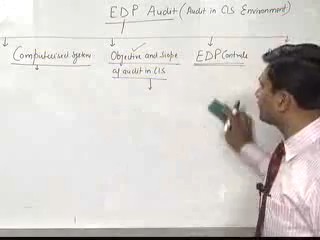 EDP Audit (Audit in CIS Environment)
Computerised System
Objective and Scope
of audit in CIS
EDP Controls